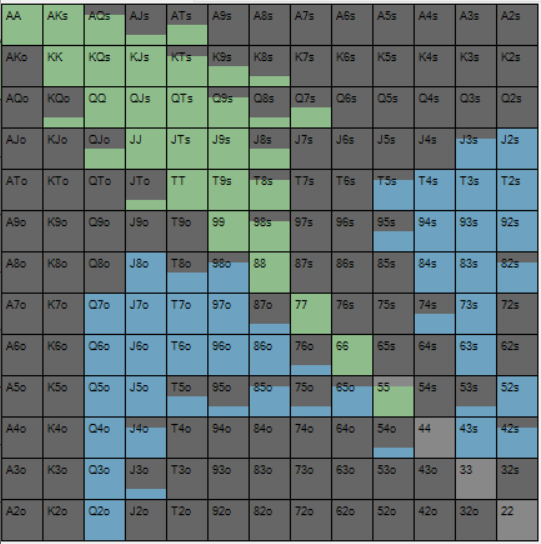 AA AKs AQs AJs ATs A9s A8s A7s A6s A5s A4s A3s A2s
AKo KK KQs KJs KTs K9s K8s K7s K6s K5s K4s K3s K2s
AQo KQo QQ QJs QTs Q9s Q8s Q7s Q6s Q5s Q4s Q3s Q2s
AJo KJo QJo JJ JTs J9s J8s J7s J6s J5s J4s J3s J2s
ATo KTo QTo JTo TT T9s T8s T7s T6s T5s T4s T3s T2s
A9o K9o Q9o J9o T9o 99 98s 97s 96s 95s 94s 93s 92s
A8o K8o Q8o J8o T8o 98o 88 87s 86s 85s 84s 83s 82s
A7o K7o Q7o J7o T7o 97o 87o 77 76s 75s 74s 73s 72s
A6o K6o Q6o J6o T6o 96o 86o 76o 66 65s 64s 63s 62s
A5o K5o Q5o J5o T5o 95o 85o 75o 65o 55 54s 53s 52s
A4o K4o Q4o J4o T4o 94o 84o 74o 64o 54o 44 43s 42s
A3o K3o Q3o J3o T3o 93o 83o 73o 63o 53o 43o 33 32s
A2o K2o Q2o J2o T2o 92o 82o 72o 62o 52o 42o 32o 22